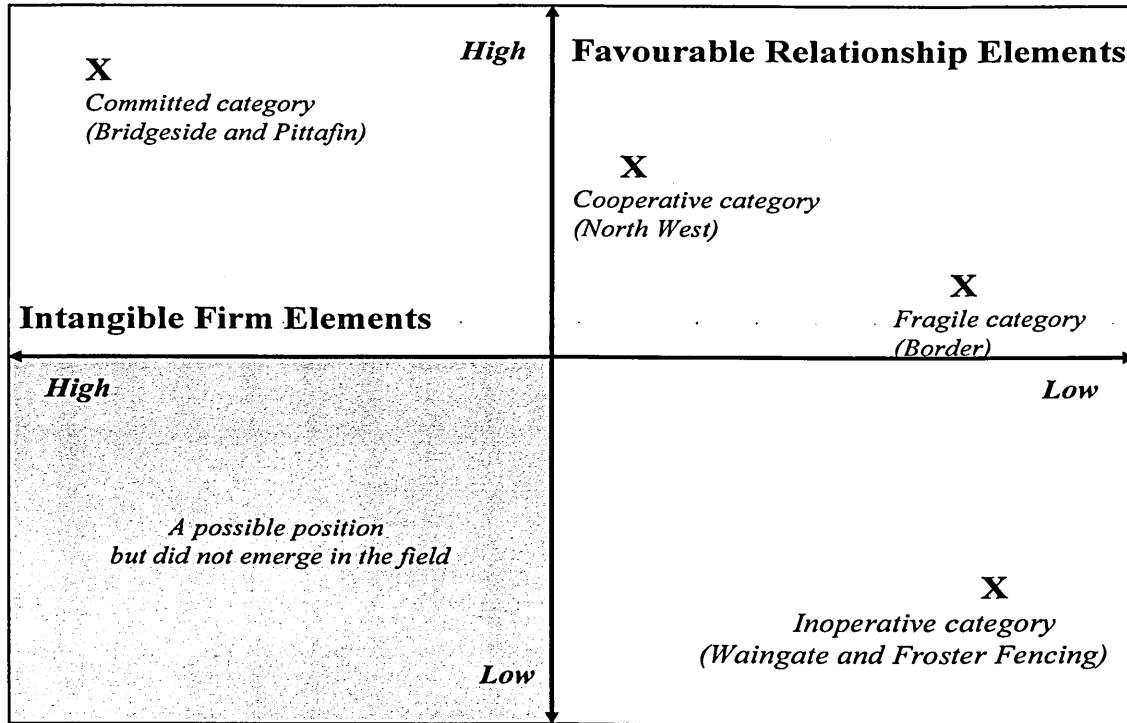 High
Favourable Relationship Elements
X
Committed category
(Bridgeside and Pittafin)
X
Cooperative category
(North West)
X
Fragile category
(Border)
Intangible Firm Elements
High
Low
A possible position
but did not emerge in the field
X
Inoperative category
(Waingate and Froster Fencing)
Low